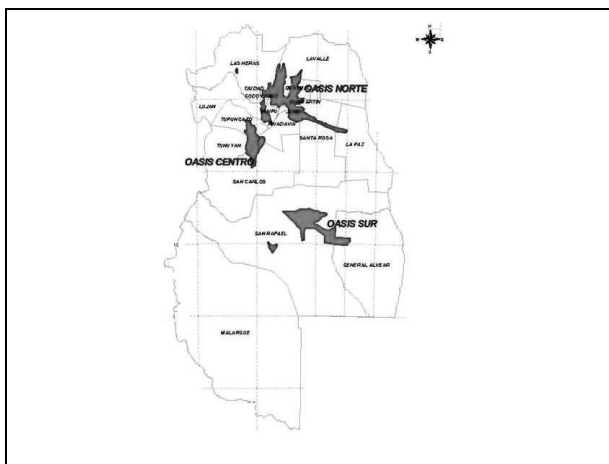 N
E
S
LAS HERAS
LAVALLE
OASIS NORTE
LUJAN
MAIPU
TUPUNGATO
RIVADAVIA
SANTA ROSA
TUNUYAN
LA PAZ
OASIS CENTRO
SAN CARLOS
OASIS SUR
SAN RAFAEL
GENERAL ALVEAR
MALARGUE